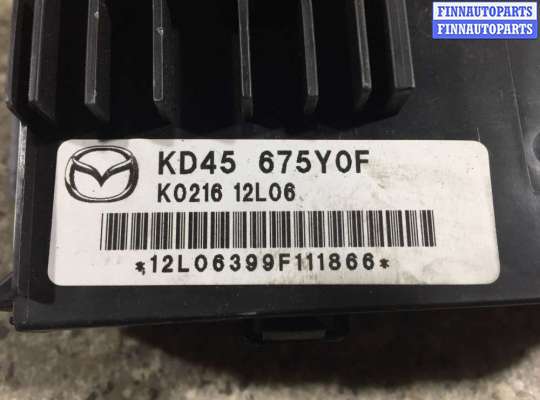 FINNAUTOPARTS
FINNAUTOPARTS
KD45 675Y0F
K0216 12L06
*12L06399F111866*